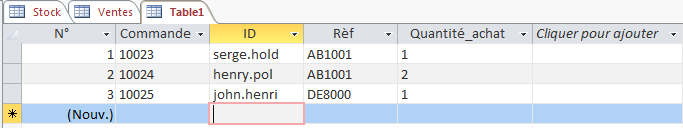 Stock Ventes Table1
N° Commande ID Rèf Quantité_achat Cliquer pour ajouter
1 10023 serge.hold AB1001 1
2 10024 henry.pol AB1001 2
3 10025 john.henri DE8000 1
(Nouv.)